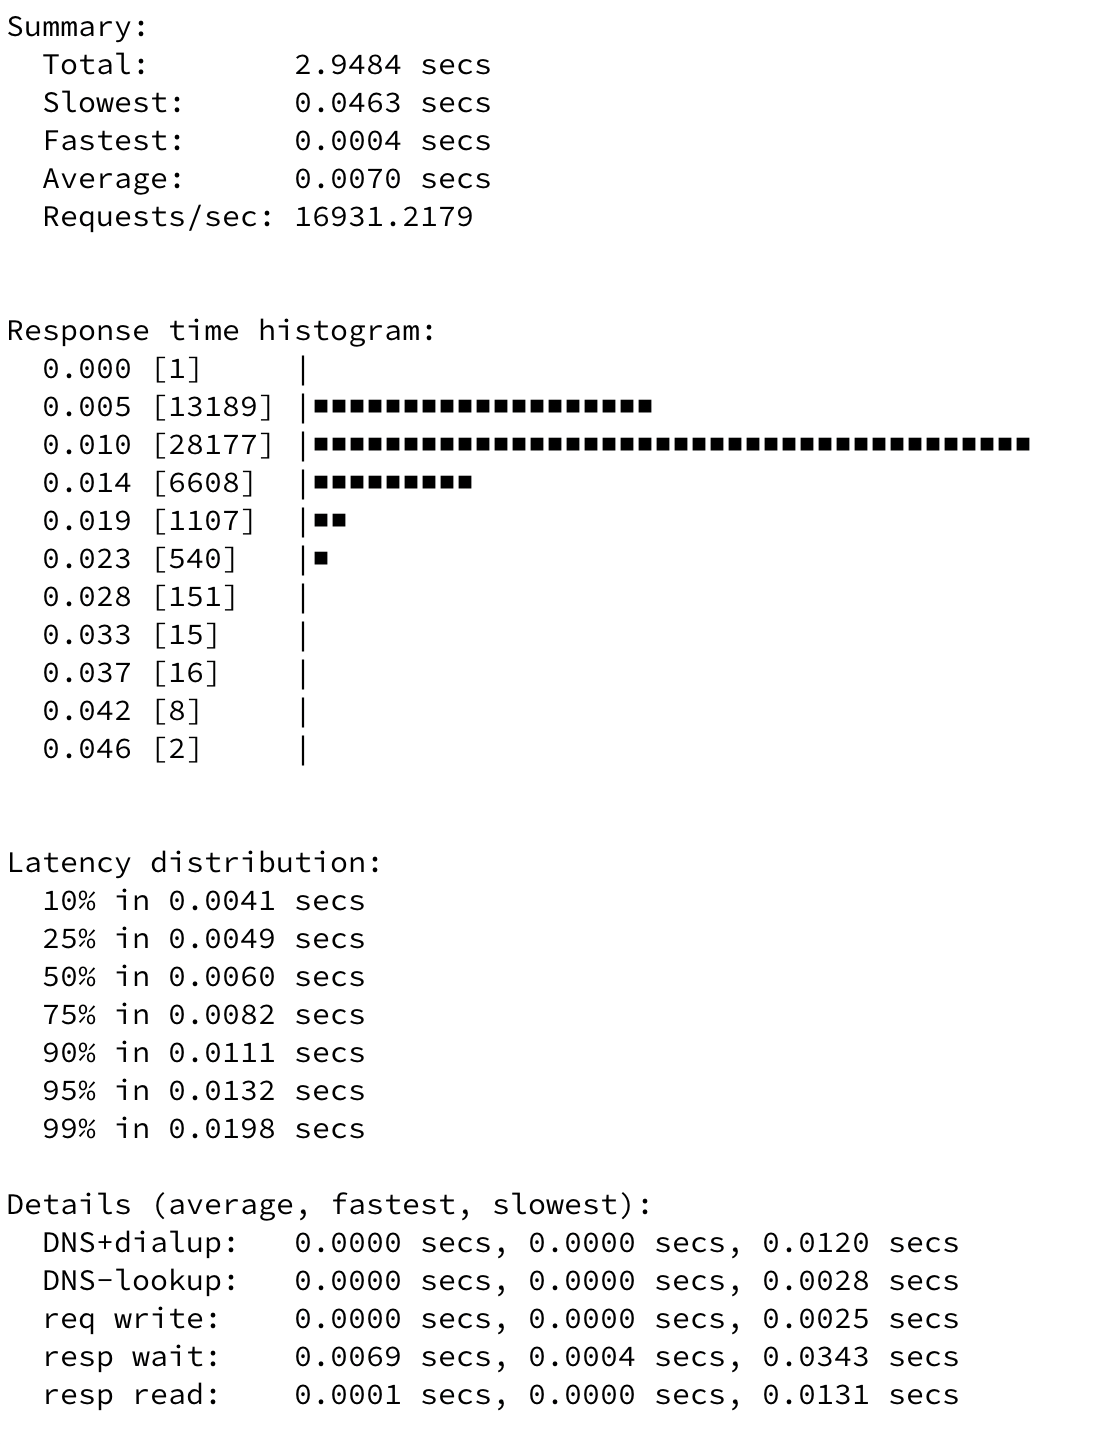 Summary:
  Total:        2.9484 secs
  Slowest:      0.0463 secs
  Fastest:      0.0004 secs
  Average:      0.0070 secs
  Requests/sec: 16931.2179

Response time histogram:
  0.000 [1]     |
  0.005 [13189] |■■■■■■■■■■■■■■■■■■■
  0.010 [28177] |■■■■■■■■■■■■■■■■■■■■■■■■■■■■■■■■■■■■■■■■
  0.014 [6608]  |■■■■■■■■■
  0.019 [1107]  |■■
  0.023 [540]   |■
  0.028 [151]   |
  0.033 [15]    |
  0.037 [16]    |
  0.042 [8]     |
  0.046 [2]     |

Latency distribution:
  10% in 0.0041 secs
  25% in 0.0049 secs
  50% in 0.0060 secs
  75% in 0.0082 secs
  90% in 0.0111 secs
  95% in 0.0132 secs
  99% in 0.0198 secs

Details (average, fastest, slowest):
  DNS+dialup:   0.0000 secs, 0.0000 secs, 0.0120 secs
  DNS-lookup:   0.0000 secs, 0.0000 secs, 0.0028 secs
  req write:    0.0000 secs, 0.0000 secs, 0.0025 secs
  resp wait:    0.0069 secs, 0.0004 secs, 0.0343 secs
  resp read:    0.0001 secs, 0.0000 secs, 0.0131 secs